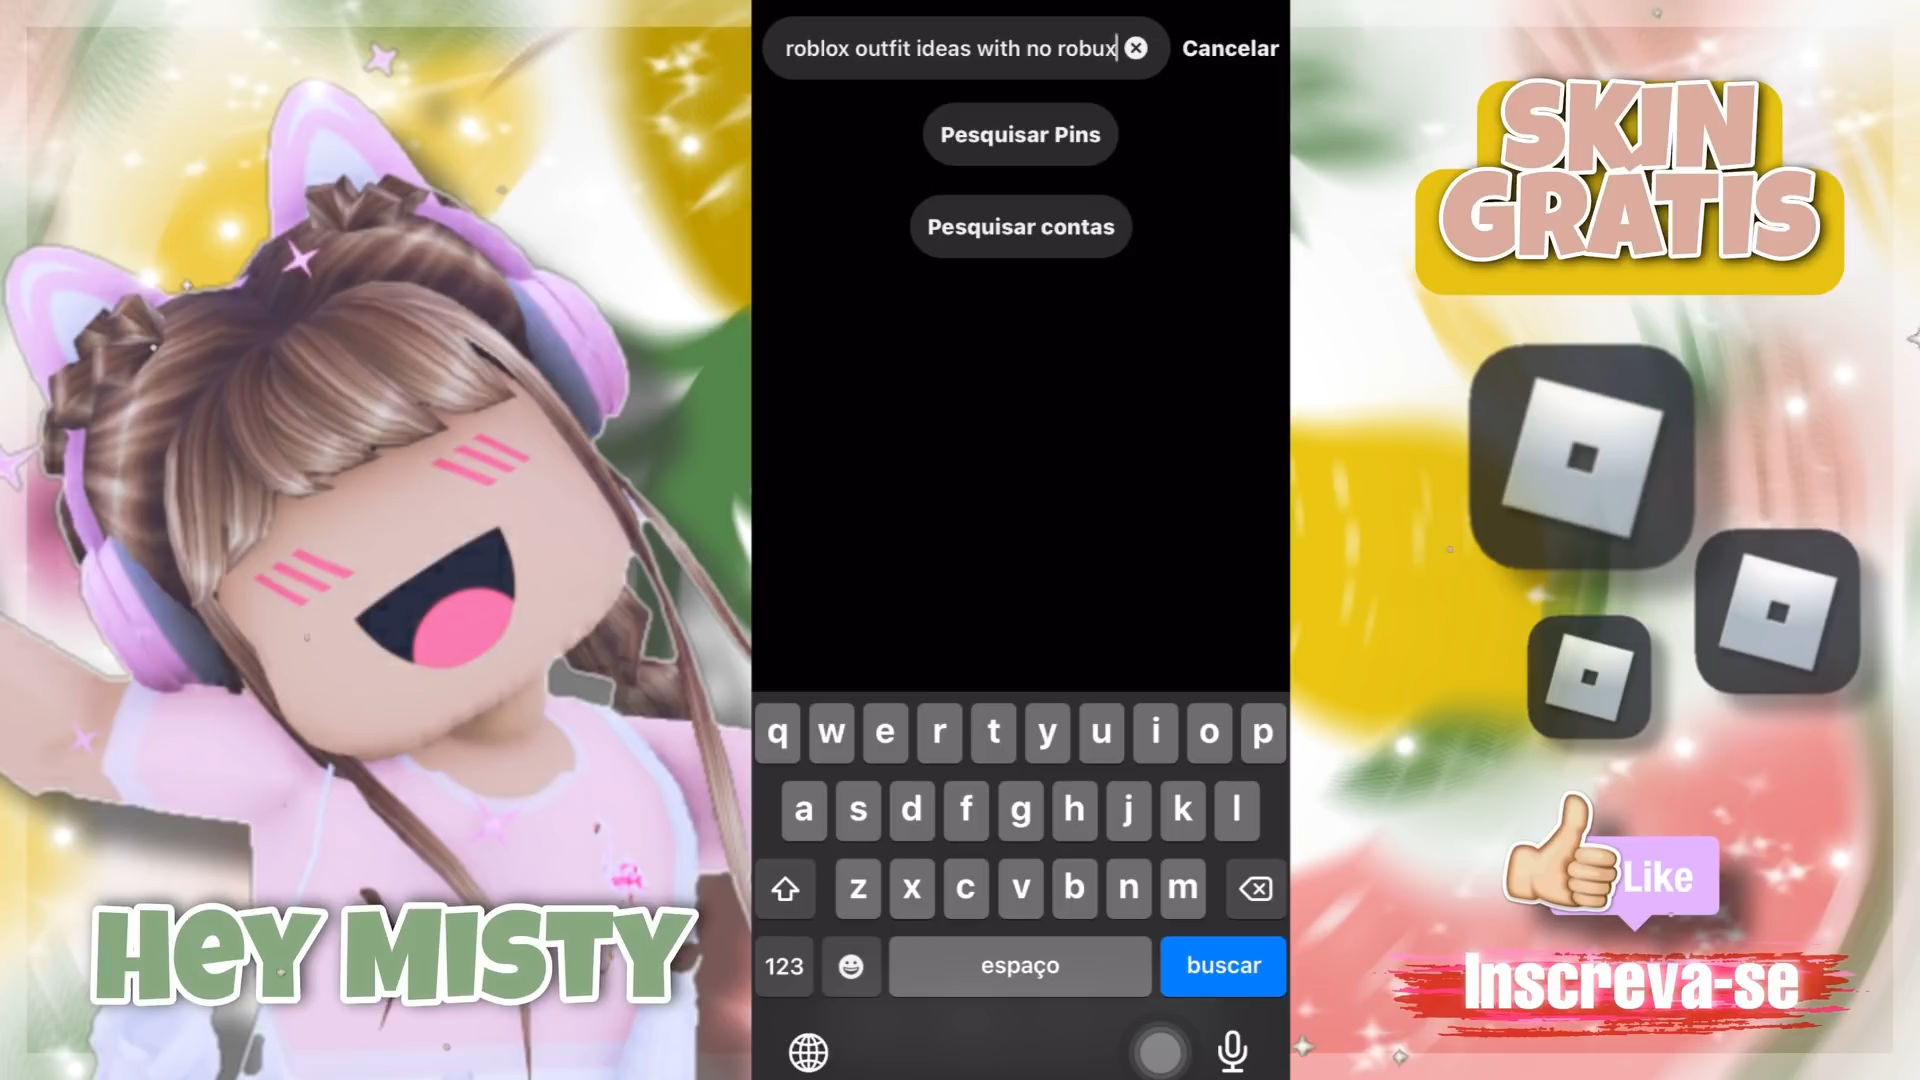 roblox outfit ideas with no robux
Cancelar
Pesquisar Pins
Pesquisar contas
q w e r t y u i o p
a s d f g h j k l
z x c v b n m
123
espaço
buscar
HeY MISTY
SKIN
GRÁTIS
Like
Inscreva-se